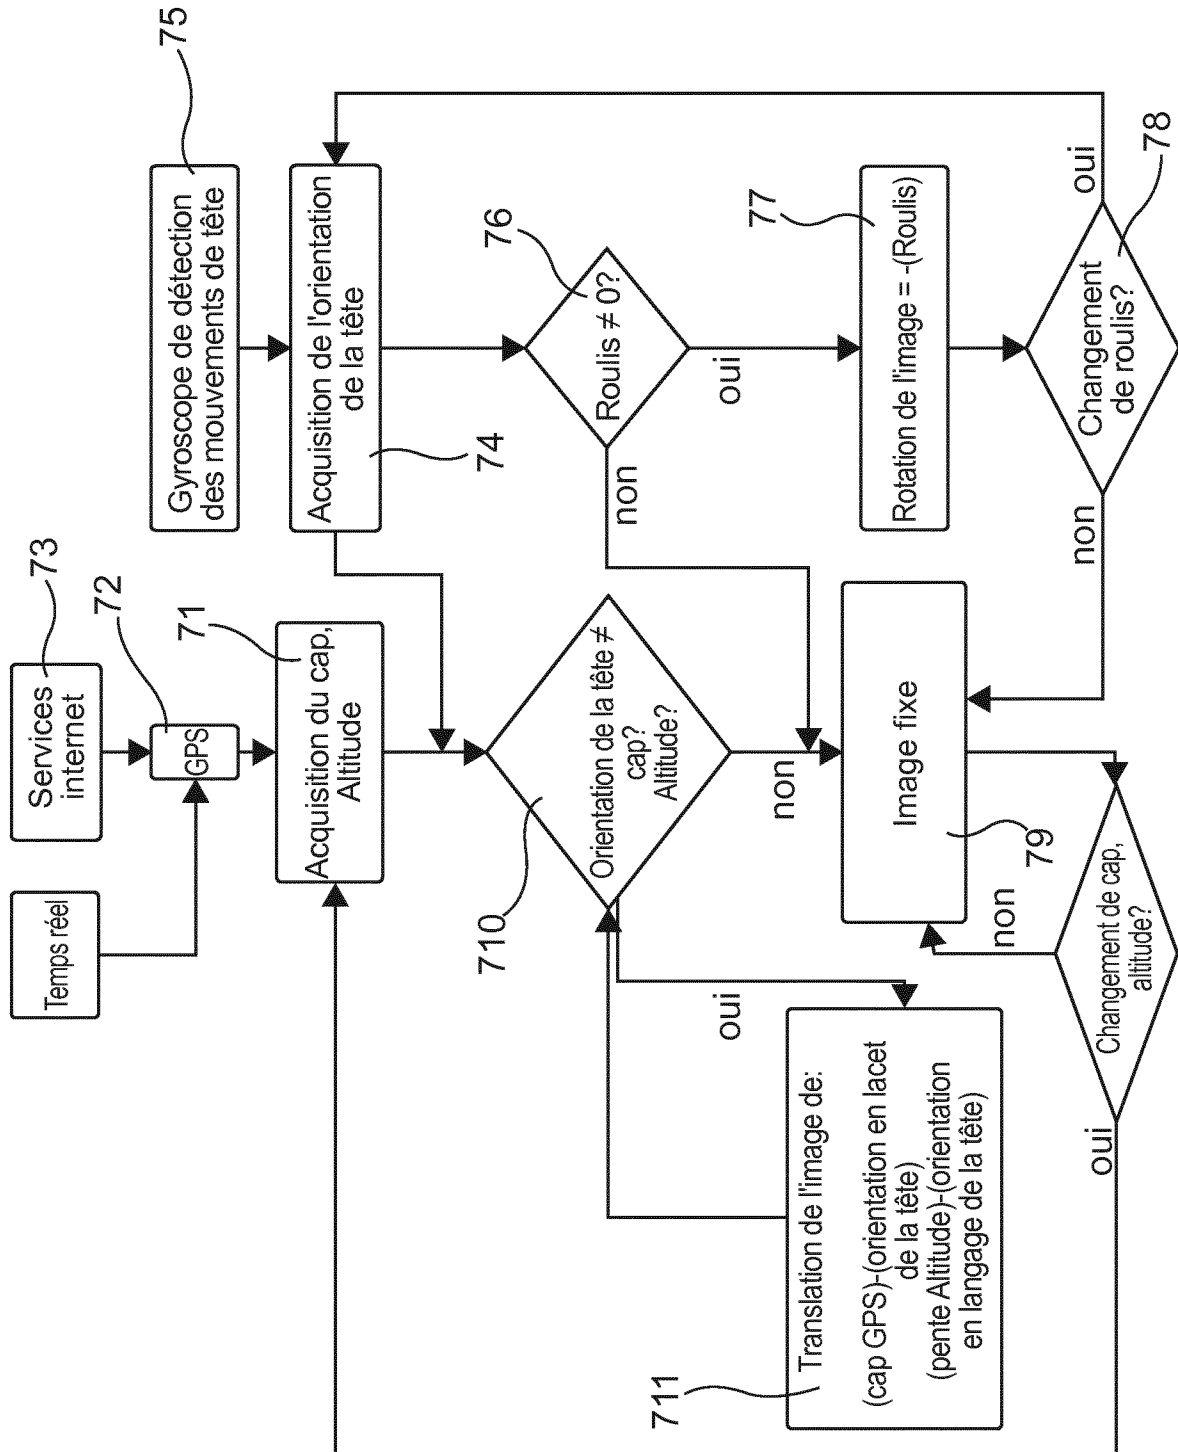 Temps réel
Services
internet
73
GPS
72
Acquisition du cap,
Altitude
71
Gyroscope de détection
des mouvements de tête
75
Acquisition de l'orientation
de la tête
74
Orientation de la tête ≠
cap?
Altitude?
710
Roulis ≠ 0?
76
oui
non
non
oui
Translation de l'image de:
(cap GPS)-(orientation en lacet
de la tête)
(pente Altitude)-(orientation
en langage de la tête)
711
Image fixe
79
Rotation de l'image = -(Roulis)
77
non
Changement de cap,
altitude?
oui
non
Changement
de roulis?
78
oui